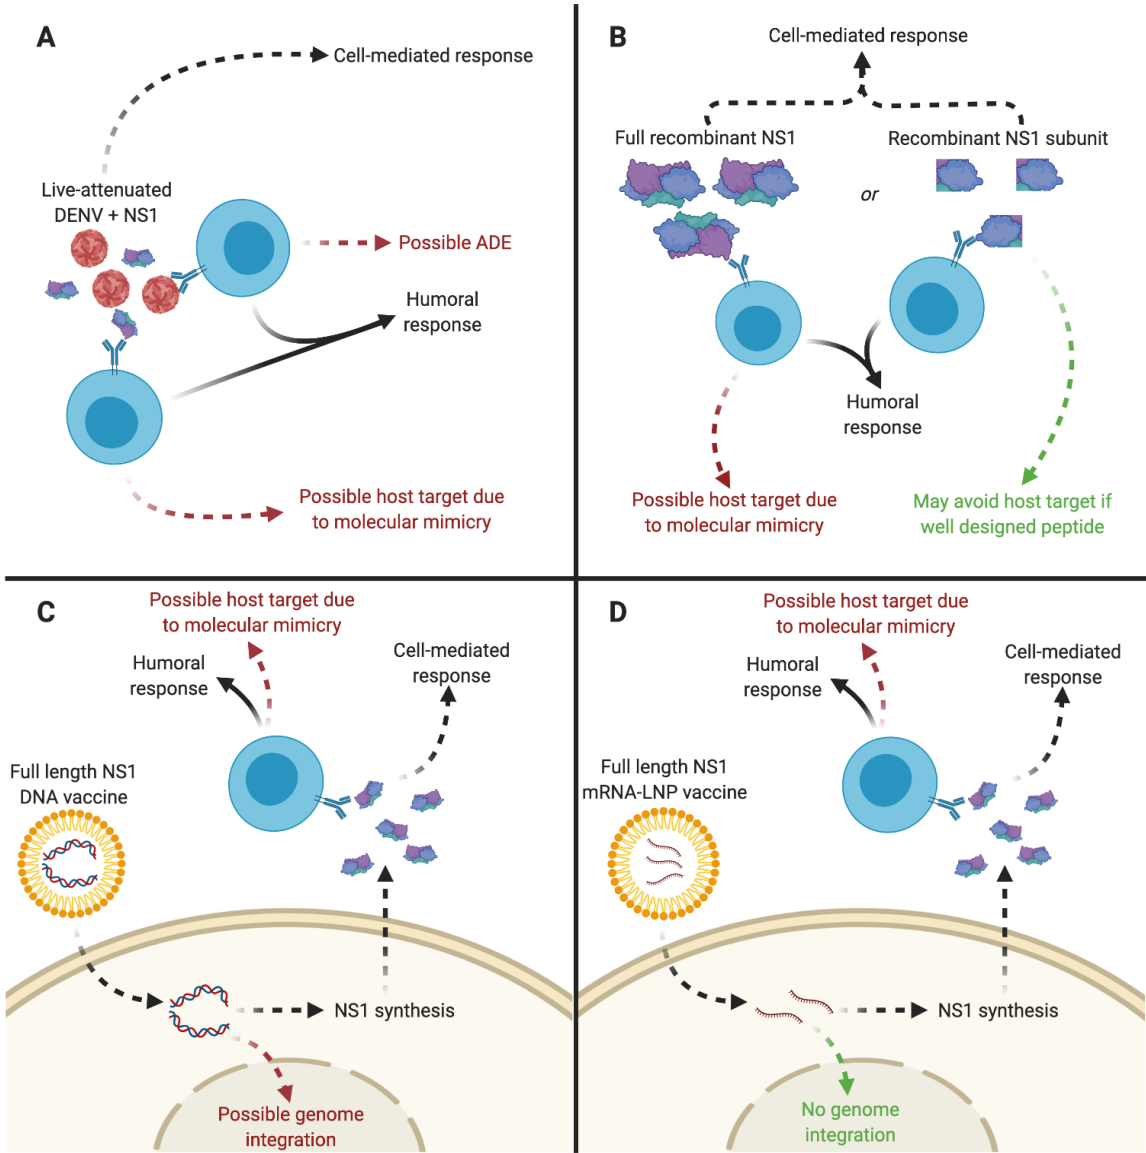 A
Cell-mediated response
Live-attenuated
DENV + NS1
Possible ADE
Humoral
response
Possible host target due
to molecular mimicry
B
Cell-mediated response
Full recombinant NS1
Recombinant NS1 subunit
or
Humoral
response
Possible host target due
to molecular mimicry
May avoid host target if
well designed peptide
C
Possible host target due
to molecular mimicry
Humoral
response
Cell-mediated
response
Full length NS1
DNA vaccine
NS1 synthesis
Possible genome
integration
D
Possible host target due
to molecular mimicry
Humoral
response
Cell-mediated
response
Full length NS1
mRNA-LNP vaccine
NS1 synthesis
No genome
integration